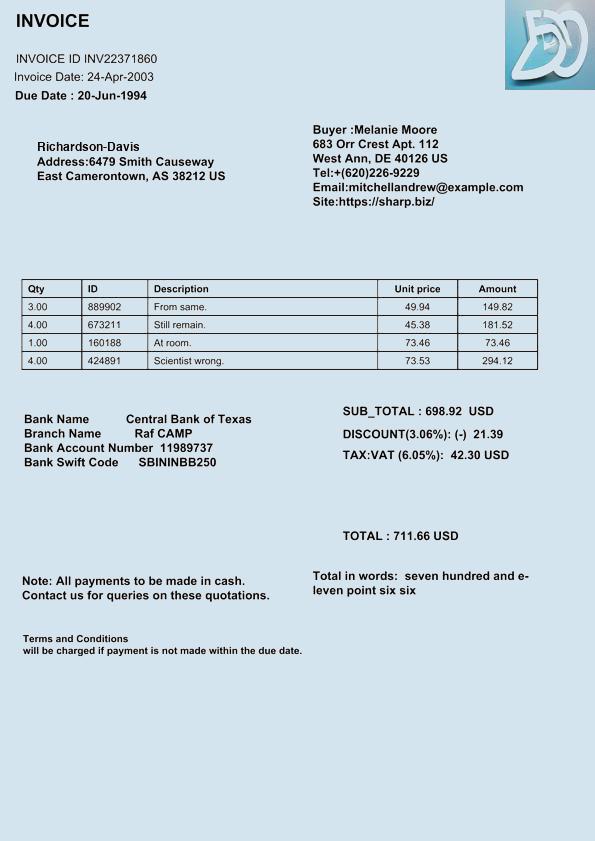 INVOICE
INVOICE ID INV22371860
Invoice Date: 24-Apr-2003
Due Date : 20-Jun-1994
Richardson-Davis
Address:6479 Smith Causeway
East Camerontown, AS 38212 US
Buyer :Melanie Moore
683 Orr Crest Apt. 112
West Ann, DE 40126 US
Tel:+(620)226-9229
Email:mitchellandrew@example.com
Site:https://sharp.biz/
Qty ID Description Unit price Amount
3.00 889902 From same. 49.94 149.82
4.00 673211 Still remain. 45.38 181.52
1.00 160188 At room. 73.46 73.46
4.00 424891 Scientist wrong. 73.53 294.12
Bank Name Central Bank of Texas
Branch Name Raf CAMP
Bank Account Number 11989737
Bank Swift Code SBININBB250
SUB_TOTAL : 698.92 USD
DISCOUNT(3.06%): (-) 21.39
TAX:VAT (6.05%): 42.30 USD
TOTAL : 711.66 USD
Note: All payments to be made in cash.
Contact us for queries on these quotations.
Total in words: seven hundred and e-
leven point six six
Terms and Conditions
will be charged if payment is not made within the due date.